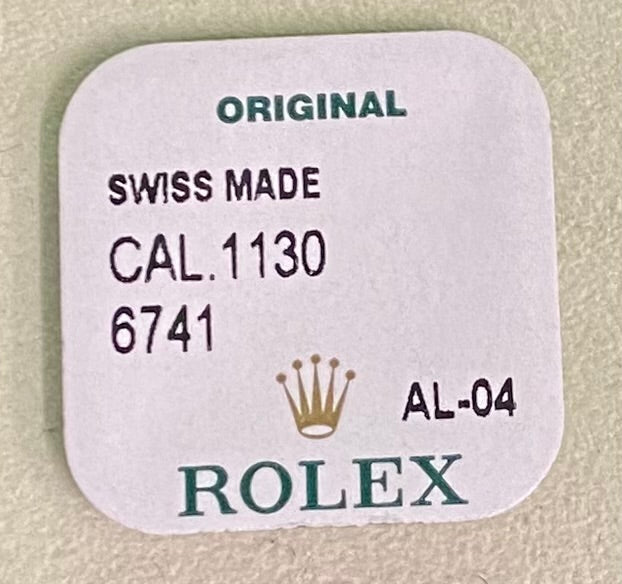 ORIGINAL
SWISS MADE
CAL.1130
6741
AL-04
ROLEX